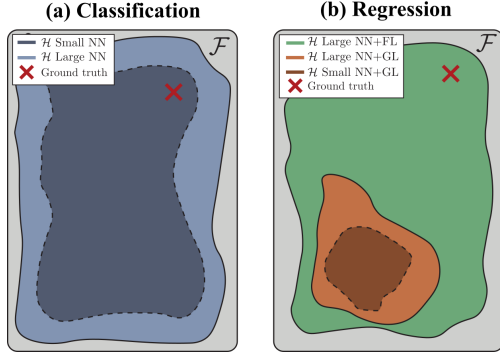 (a) Classification
ℋ Small NN
ℋ Large NN
Ground truth
ℱ
(b) Regression
ℋ Large NN+FL
ℋ Large NN+GL
ℋ Small NN+GL
Ground truth
ℱ